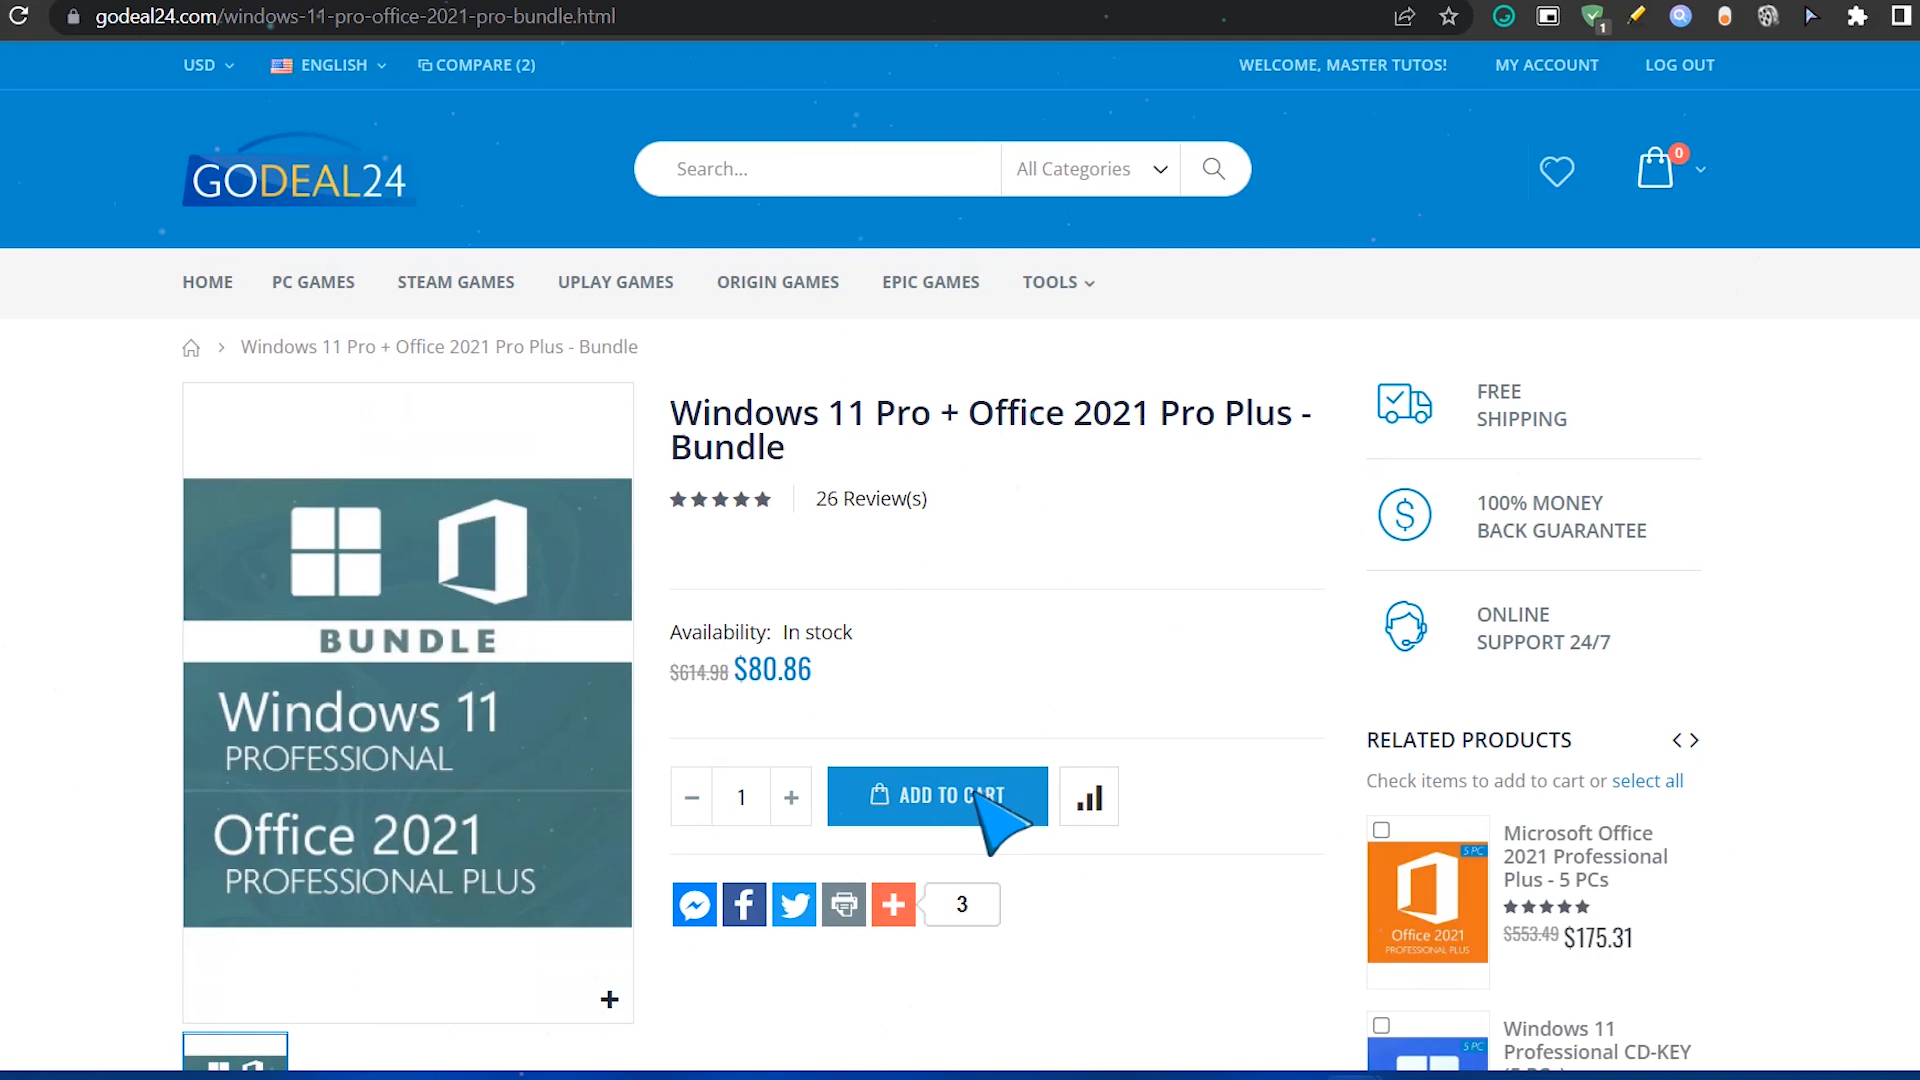 godeal24.com/windows-11-pro-office-2021-pro-bundle.html
1
USD
ENGLISH
COMPARE (2)
WELCOME, MASTER TUTOS!
MY ACCOUNT
LOG OUT
GODEAL24
Search...
All Categories
0
HOME
PC GAMES
STEAM GAMES
UPLAY GAMES
ORIGIN GAMES
EPIC GAMES
TOOLS
Windows 11 Pro + Office 2021 Pro Plus - Bundle
BUNDLE
Windows 11
PROFESSIONAL
Office 2021
PROFESSIONAL PLUS
+
Windows 11 Pro + Office 2021 Pro Plus -
Bundle
26 Review(s)
Availability: In stock
$614.98 $80.86
− 1 +
ADD TO CART
3
FREE
SHIPPING
100% MONEY
BACK GUARANTEE
ONLINE
SUPPORT 24/7
RELATED PRODUCTS
Check items to add to cart or select all
5 PC
Office 2021
PROFESSIONAL PLUS
Microsoft Office
2021 Professional
Plus - 5 PCs
$553.49 $175.31
5 PC
Windows 11
Professional CD-KEY